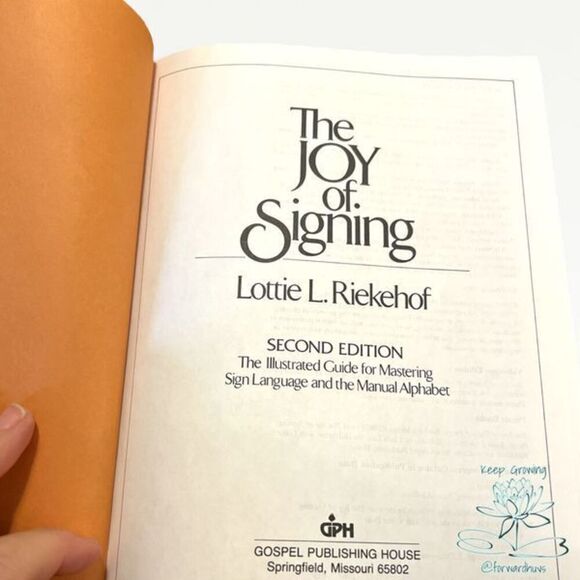 The
JOY
of
Signing
Lottie L. Riekehof
SECOND EDITION
The Illustrated Guide for Mastering
Sign Language and the Manual Alphabet
GPH
GOSPEL PUBLISHING HOUSE
Springfield, Missouri 65802
Keep Growing
@forwardhuvs